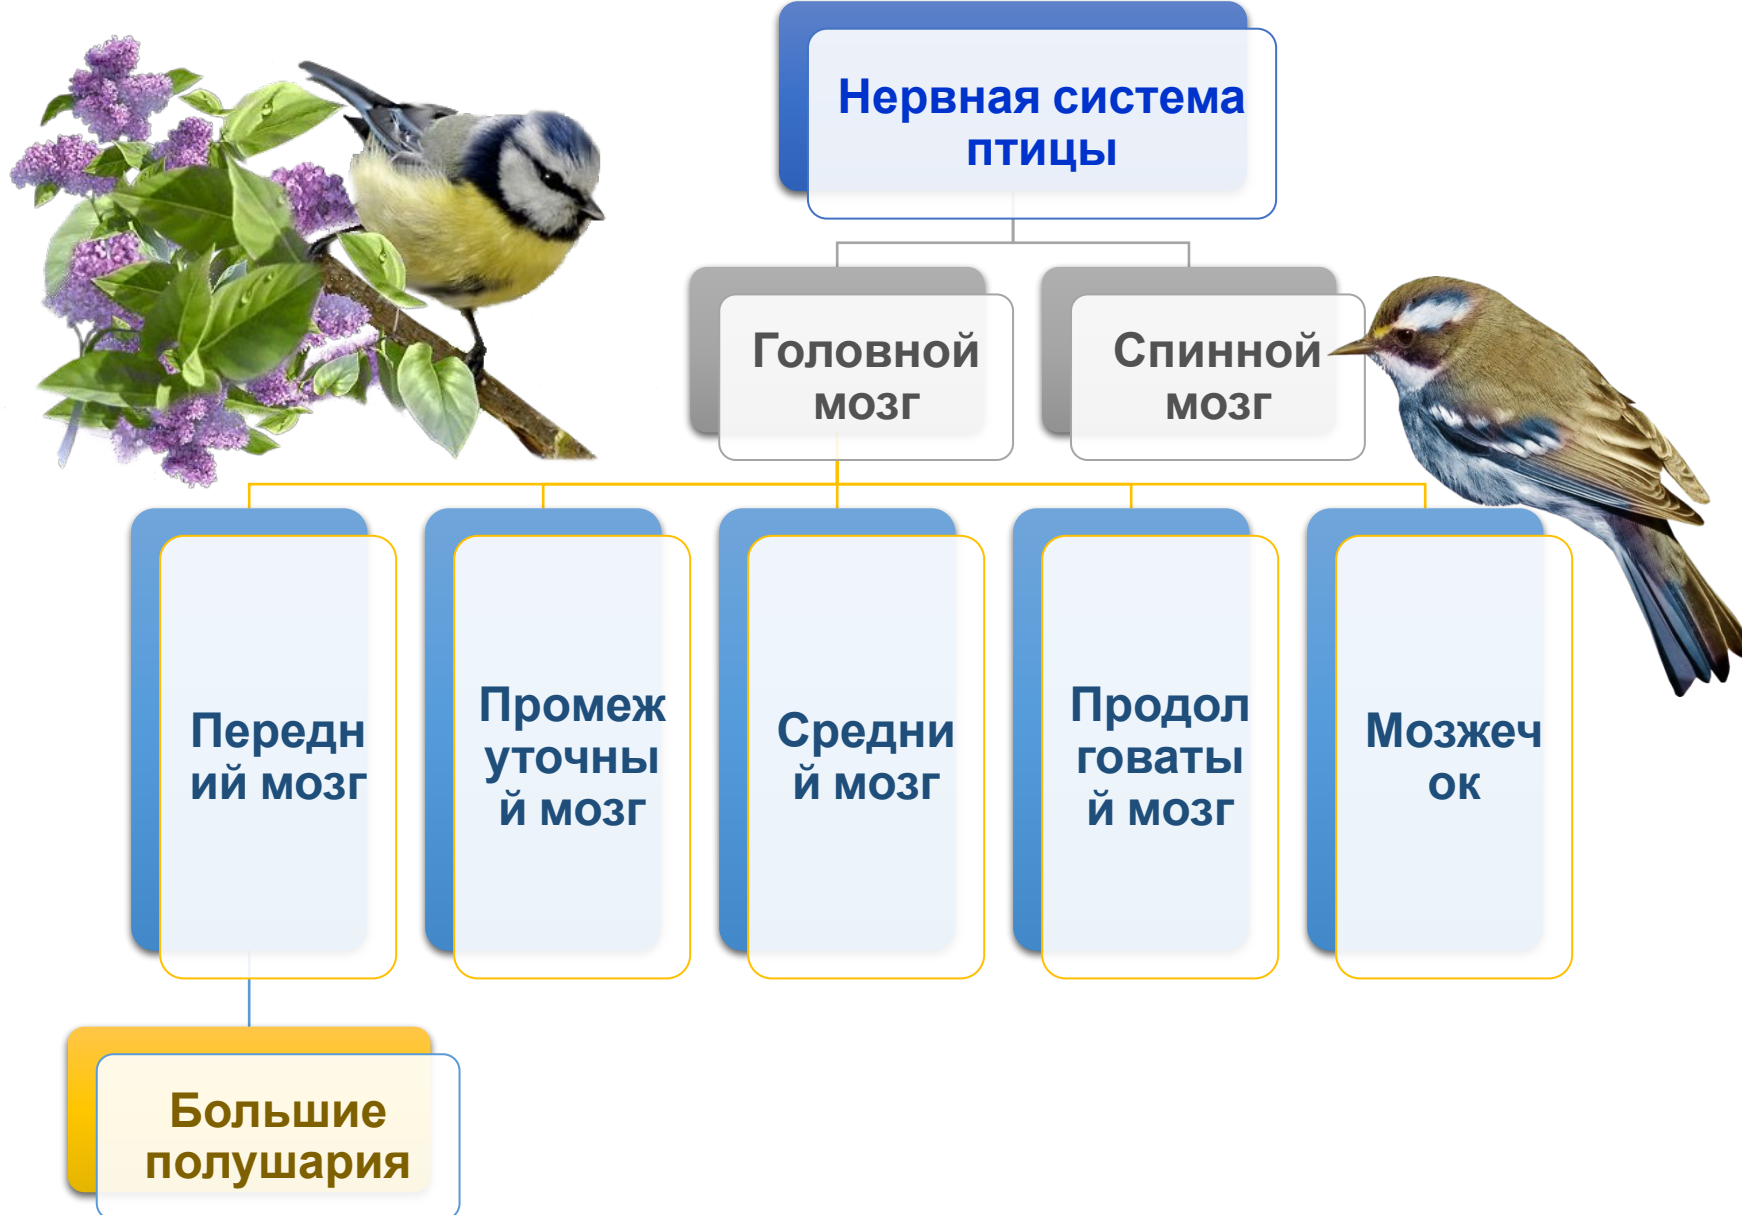 Нервная система
птицы
Головной
мозг
Спинной
мозг
Передн
ий мозг
Промеж
уточны
й мозг
Средни
й мозг
Продол
говаты
й мозг
Мозжеч
ок
Большие
полушария